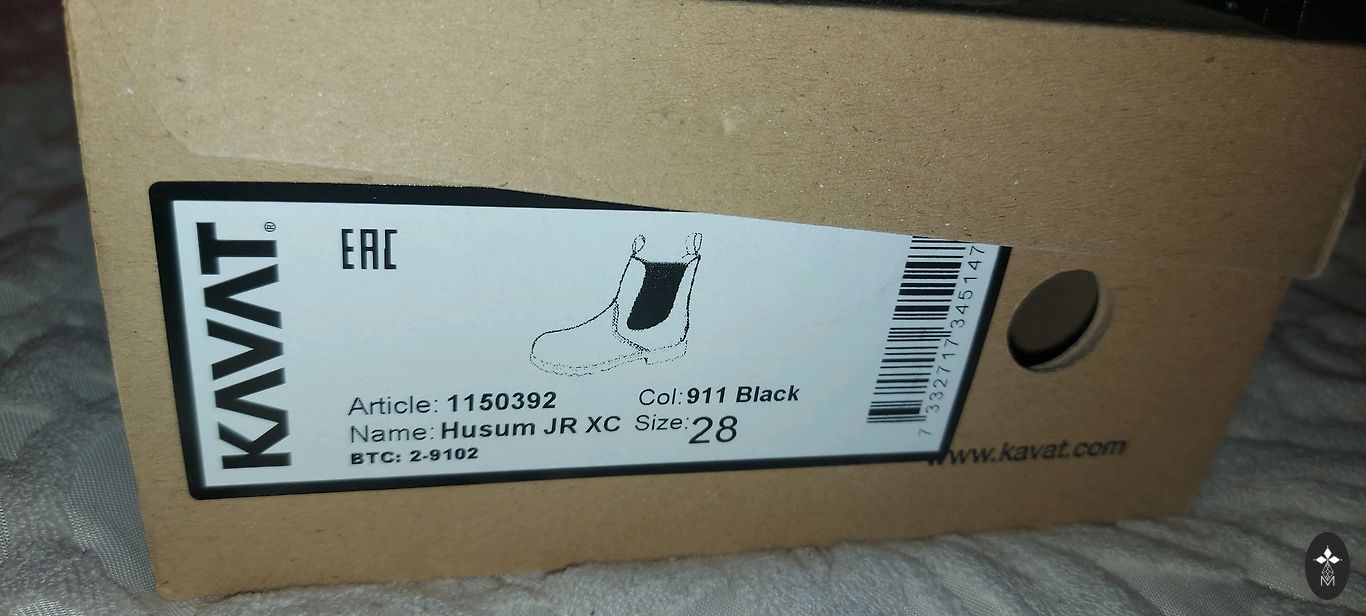 KAVAT®
EAC
Article: 1150392
Col: 911 Black
Name: Husum JR XC
Size: 28
BTC: 2-9102
7 332717 345147
www.kavat.com
M